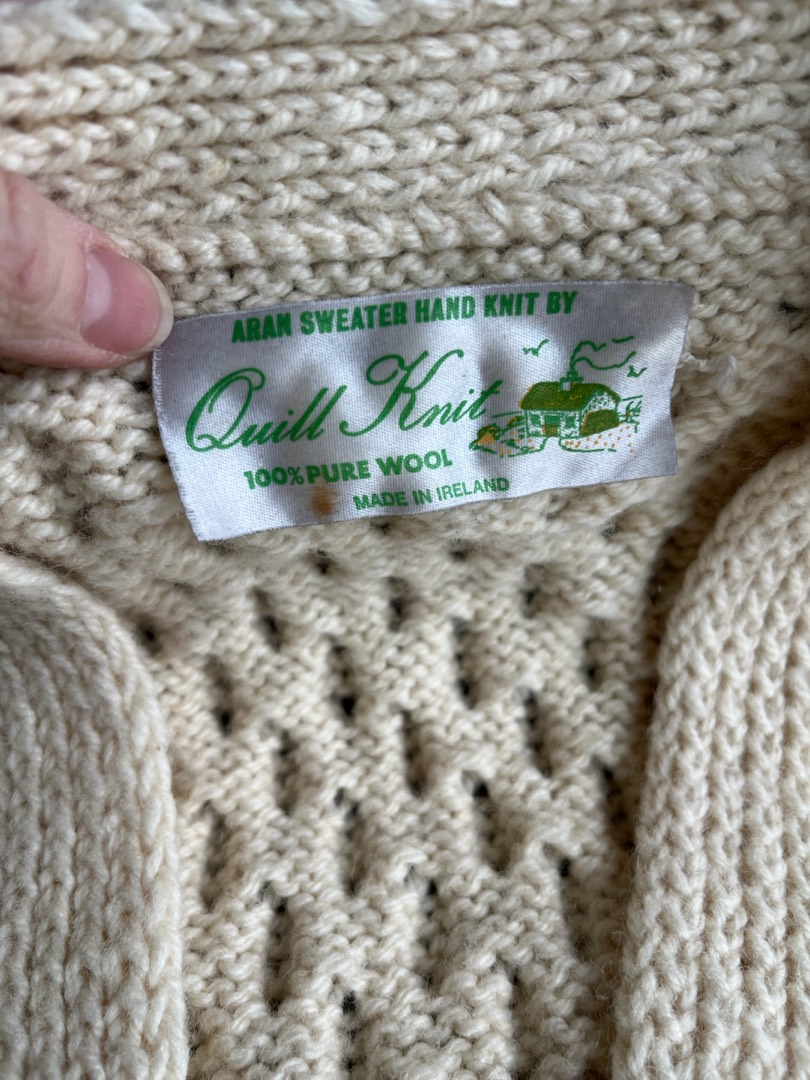 ARAN SWEATER HAND KNIT BY
Quill Knit
100% PURE WOOL
MADE IN IRELAND